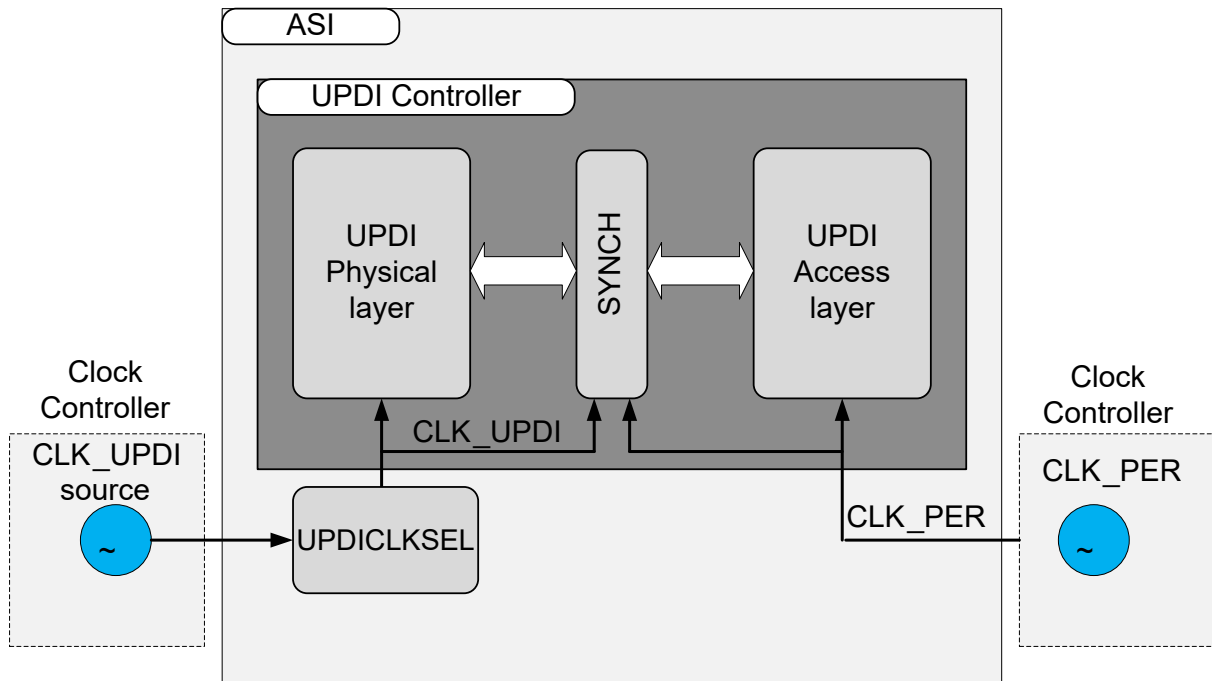 ASI
UPDI Controller
UPDI
Physical
layer
SYNCH
UPDI
Access
layer
Clock
Controller
CLK_UPDI
source
~
CLK_UPDI
UPDICLKSEL
CLK_PER
Clock
Controller
CLK_PER
~